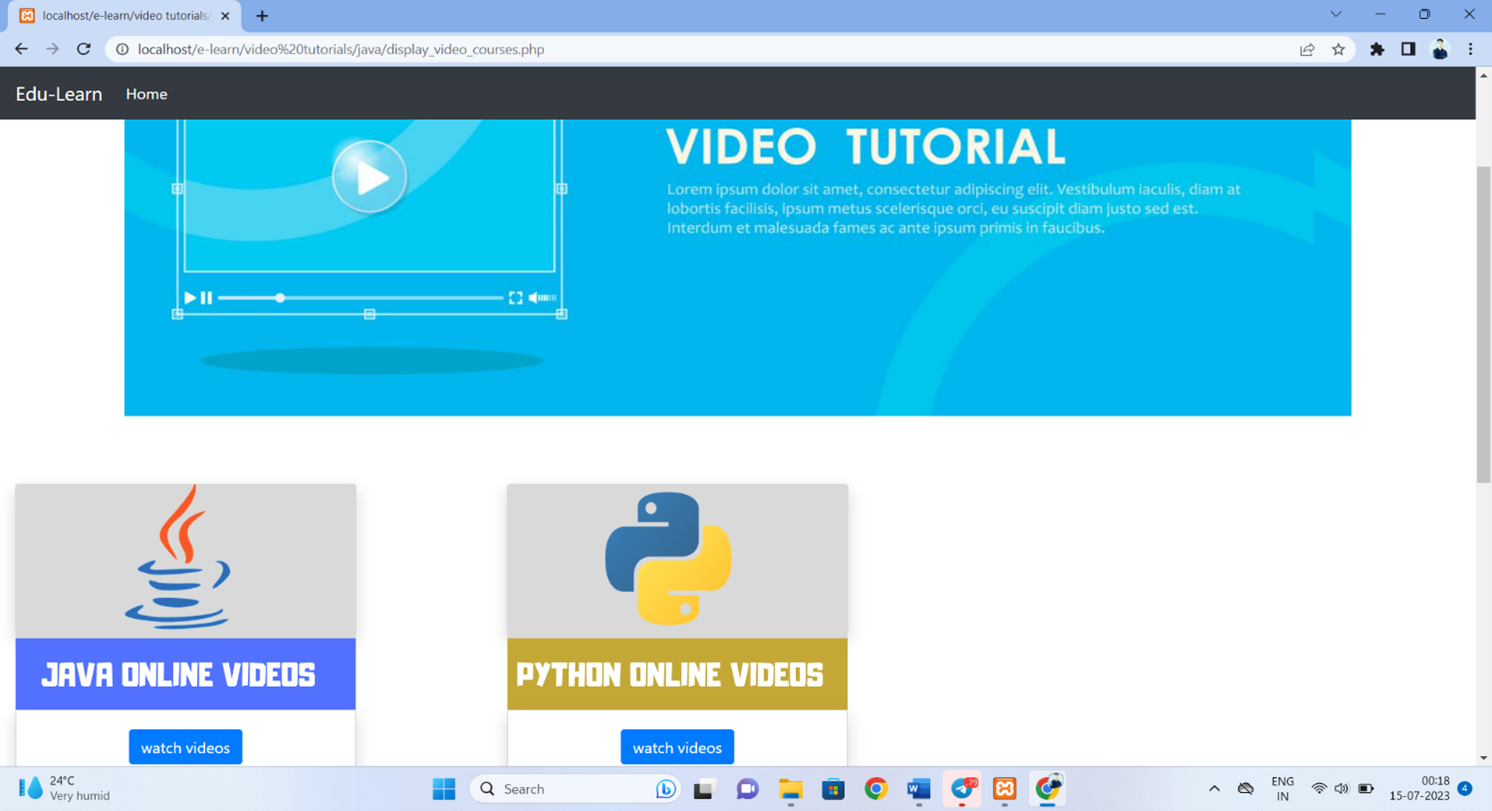 localhost/e-learn/video tutorials/
localhost/e-learn/video%20tutorials/java/display_video_courses.php
Edu-Learn Home
VIDEO TUTORIAL
Lorem ipsum dolor sit amet, consectetur adipiscing elit. Vestibulum iaculis, diam at
lobortis facilisis, ipsum metus scelerisque orci, eu suscipit diam justo sed est.
Interdum et malesuada fames ac ante ipsum primis in faucibus.
JAVA ONLINE VIDEOS
PYTHON ONLINE VIDEOS
watch videos
watch videos
24°C
Very humid
Search
79
ENG
IN
00:18
15-07-2023
4